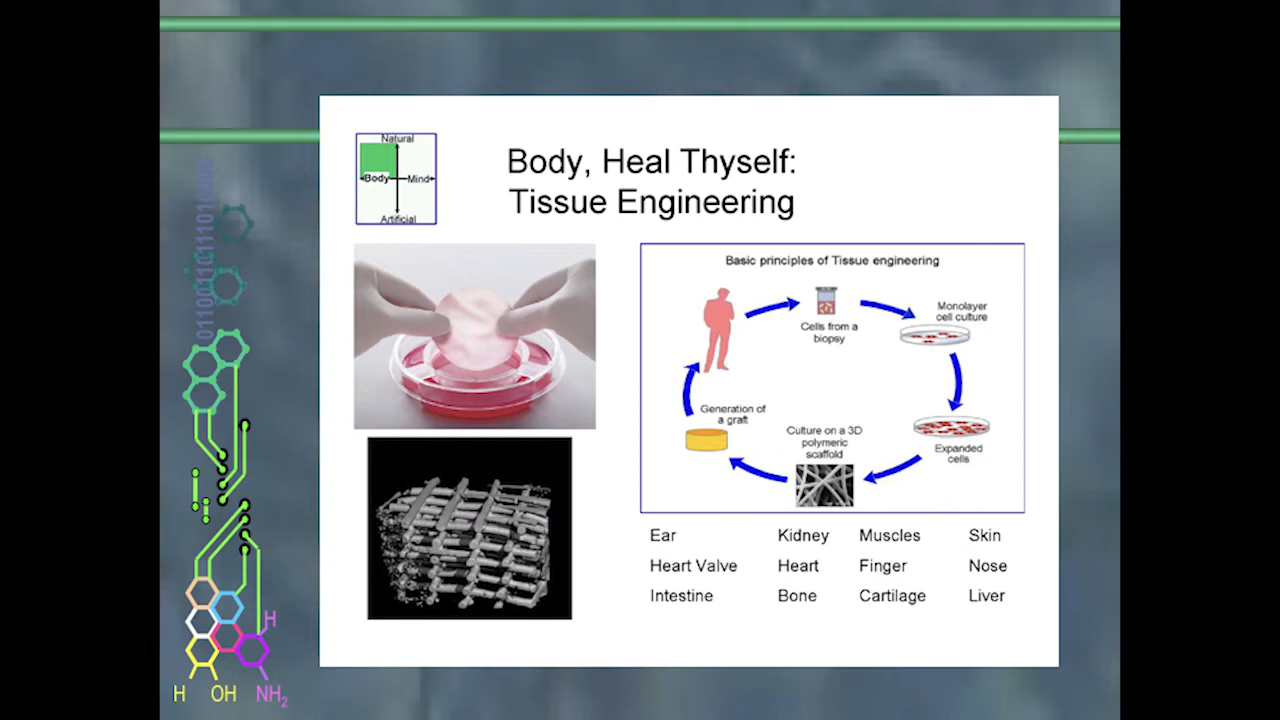 Natural
Body
Mind
Artificial
Body, Heal Thyself:
Tissue Engineering
Basic principles of Tissue engineering
Cells from a
biopsy
Monolayer
cell culture
Expanded
cells
Culture on a 3D
polymeric
scaffold
Generation of
a graft
Ear Kidney Muscles Skin
Heart Valve Heart Finger Nose
Intestine Bone Cartilage Liver
H
H OH NH₂